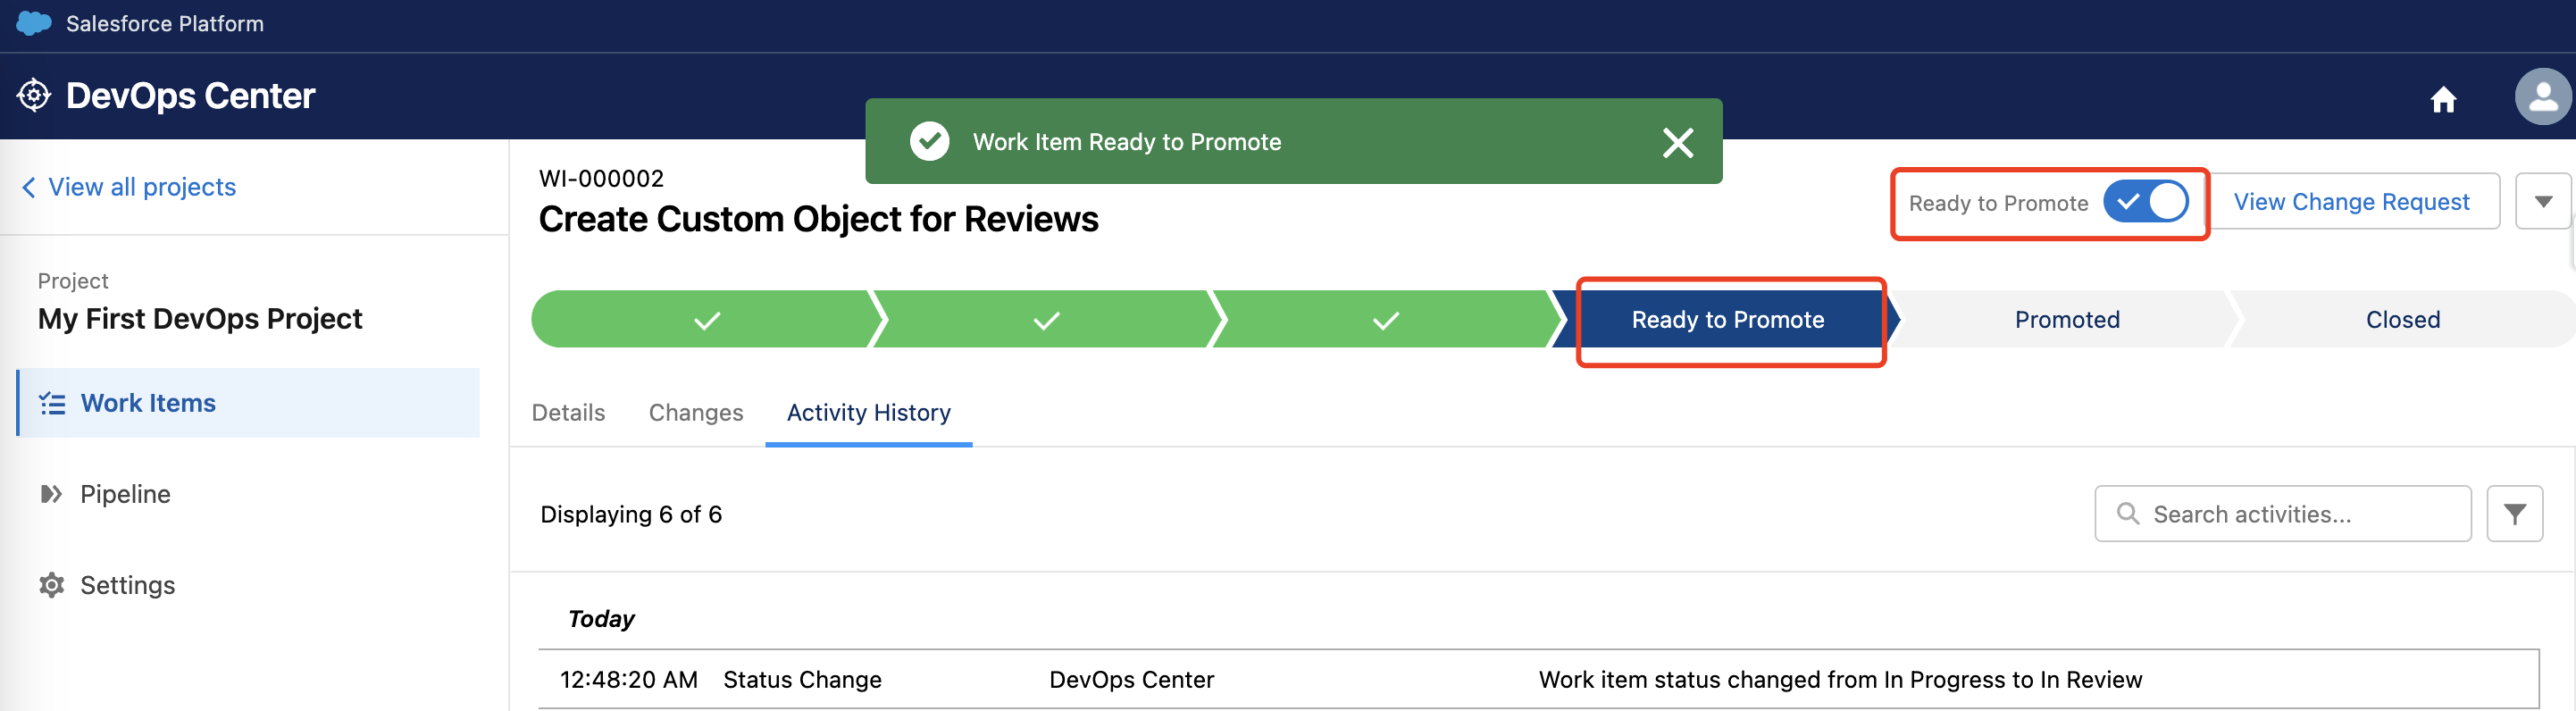 Salesforce Platform
DevOps Center
Work Item Ready to Promote
View all projects
WI-000002
Create Custom Object for Reviews
Ready to Promote
View Change Request
Project
My First DevOps Project
Ready to Promote
Promoted
Closed
Work Items
Pipeline
Settings
Details
Changes
Activity History
Displaying 6 of 6
Search activities...
Today
12:48:20 AM Status Change DevOps Center Work item status changed from In Progress to In Review